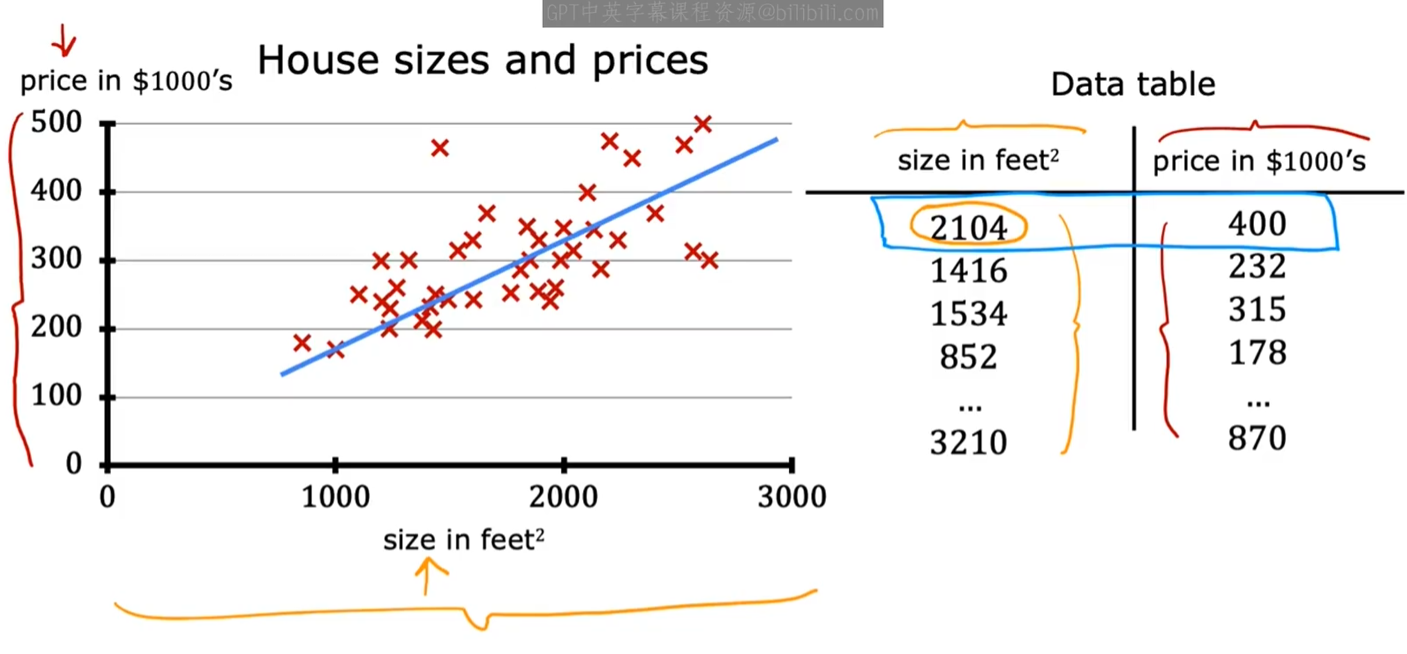 GPT中英字幕课程资源@bilibili.com
House sizes and prices
price in $1000's
500
400
300
200
100
0
0 1000 2000 3000
size in feet²
Data table
size in feet² price in $1000's
2104 400
1416 232
1534 315
852 178
... ...
3210 870